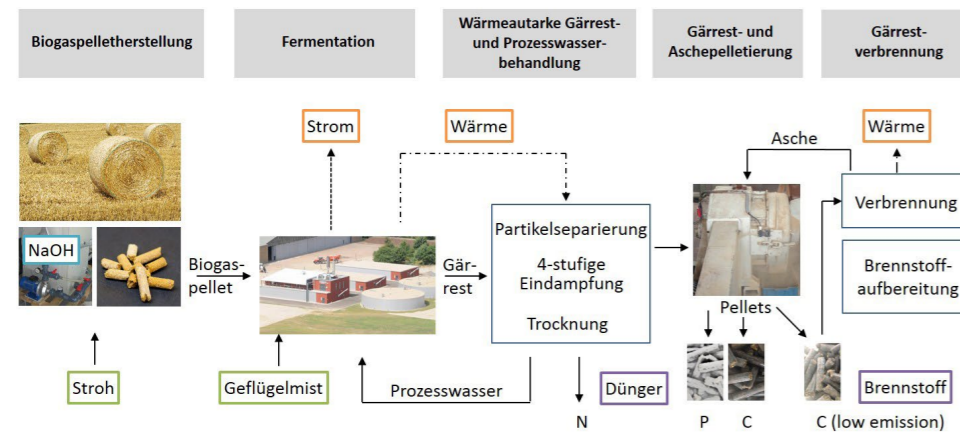 Biogaspelletherstellung
Fermentation
Wärmeautarke Gärrest-
und Prozesswasser-
behandlung
Gärrest- und
Aschepelletierung
Gärrest-
verbrennung
Strom
Wärme
Asche
Wärme
NaOH
Biogas-
pellet
Gär-
rest
Partikelseparierung
4-stufige
Eindampfung
Trocknung
Verbrennung
Brennstoff-
aufbereitung
Pellets
Stroh
Geflügelmist
Prozesswasser
Dünger
Brennstoff
N
P
C
C (low emission)